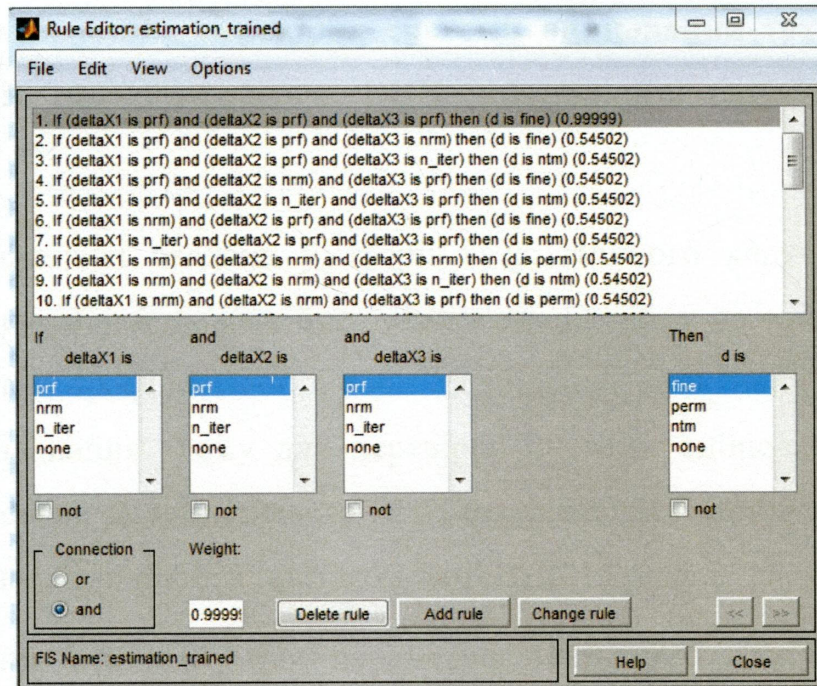 Rule Editor: estimation_trained
File Edit View Options
1. If (deltaX1 is prf) and (deltaX2 is prf) and (deltaX3 is prf) then (d is fine) (0.99999)
2. If (deltaX1 is prf) and (deltaX2 is prf) and (deltaX3 is nrm) then (d is fine) (0.54502)
3. If (deltaX1 is prf) and (deltaX2 is prf) and (deltaX3 is n_iter) then (d is ntm) (0.54502)
4. If (deltaX1 is prf) and (deltaX2 is nrm) and (deltaX3 is prf) then (d is fine) (0.54502)
5. If (deltaX1 is prf) and (deltaX2 is n_iter) and (deltaX3 is prf) then (d is ntm) (0.54502)
6. If (deltaX1 is nrm) and (deltaX2 is prf) and (deltaX3 is prf) then (d is fine) (0.54502)
7. If (deltaX1 is n_iter) and (deltaX2 is prf) and (deltaX3 is prf) then (d is ntm) (0.54502)
8. If (deltaX1 is nrm) and (deltaX2 is nrm) and (deltaX3 is nrm) then (d is perm) (0.54502)
9. If (deltaX1 is nrm) and (deltaX2 is nrm) and (deltaX3 is n_iter) then (d is ntm) (0.54502)
10. If (deltaX1 is nrm) and (deltaX2 is nrm) and (deltaX3 is prf) then (d is perm) (0.54502)
If and and Then
deltaX1 is deltaX2 is deltaX3 is d is
prf prf prf fine
nrm nrm nrm perm
n_iter n_iter n_iter ntm
none none none none
not not not not
Connection Weight:
or
and 0.9999 Delete rule Add rule Change rule << >>
FIS Name: estimation_trained Help Close